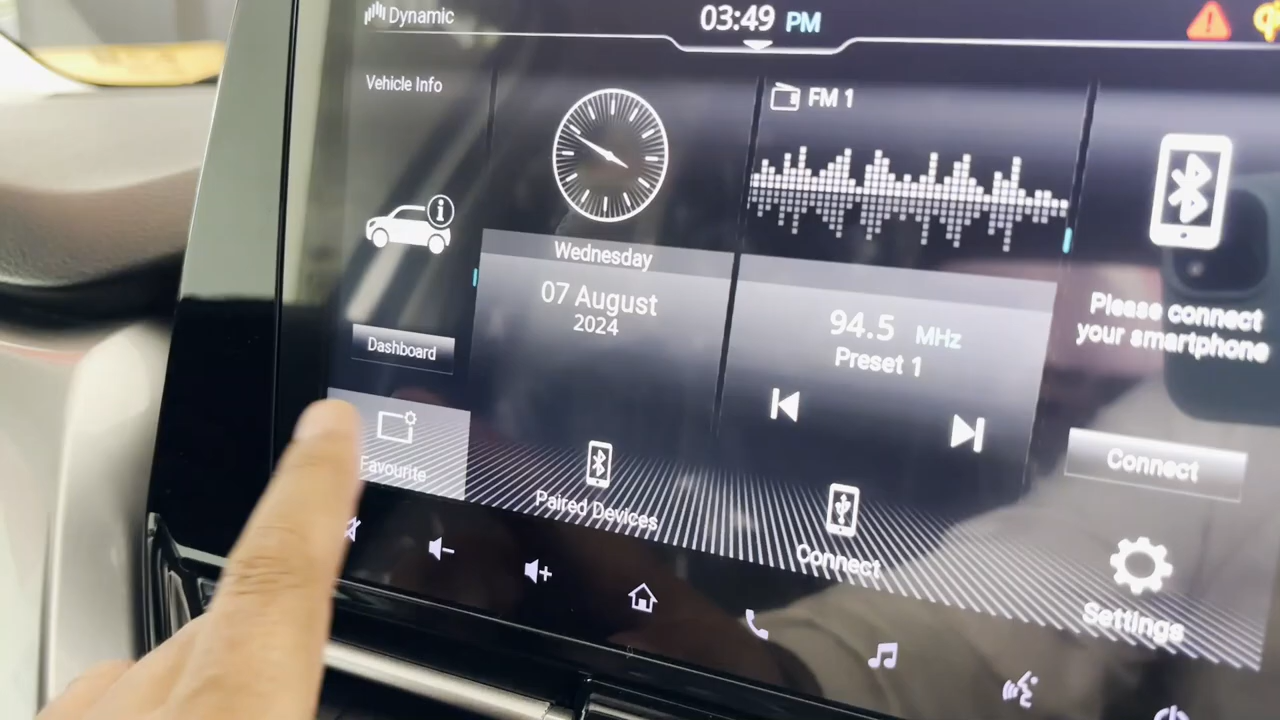 Dynamic
03:49 PM
Vehicle Info
FM 1
Wednesday
07 August
2024
94.5 MHz
Preset 1
Please connect
your smartphone
Dashboard
Connect
Favourite
Paired Devices
Connect
Settings